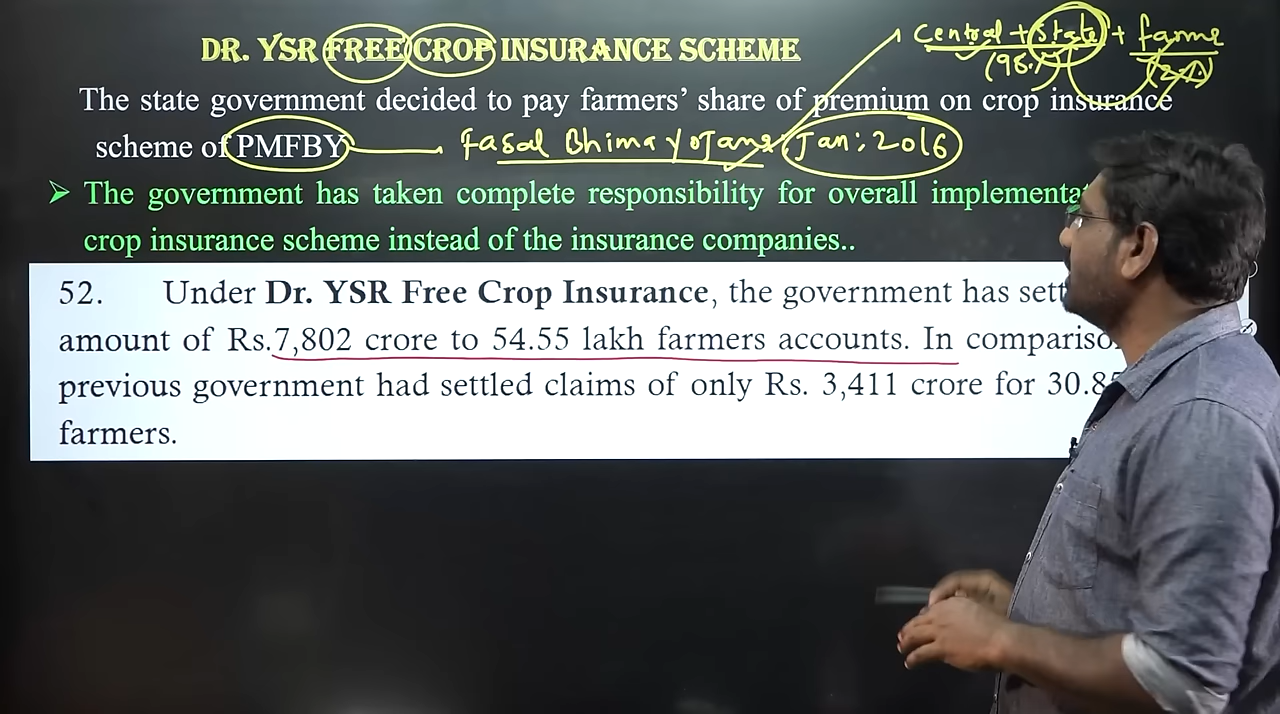 DR. YSR FREE CROP INSURANCE SCHEME
central + state + farme
(98%) (2%)
The state government decided to pay farmers’ share of premium on crop insurance
scheme of PMFBY Fasal Bhima Yojana Jan: 2016
➤ The government has taken complete responsibility for overall implementat
crop insurance scheme instead of the insurance companies..
52. Under Dr. YSR Free Crop Insurance, the government has sett
amount of Rs.7,802 crore to 54.55 lakh farmers accounts. In compariso
previous government had settled claims of only Rs. 3,411 crore for 30.85
farmers.